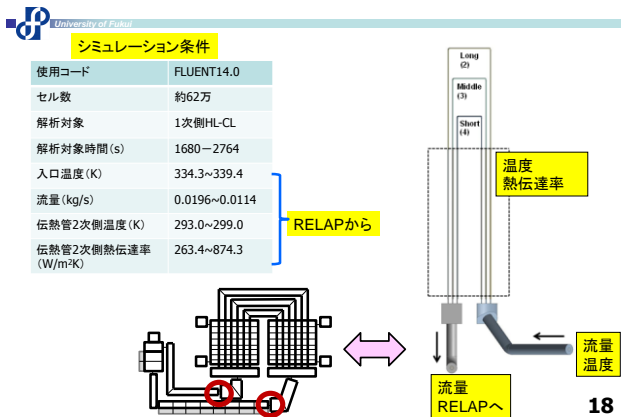 University of Fukui
シミュレーション条件
使用コード FLUENT14.0
セル数 約62万
解析対象 1次側HL-CL
解析対象時間(s) 1680-2764
入口温度(K) 334.3~339.4
流量(kg/s) 0.0196~0.0114
伝熱管2次側温度(K) 293.0~299.0
伝熱管2次側熱伝達率 263.4~874.3
(W/m²K)
RELAPから
Long
(2)
Middle
(3)
Short
(4)
温度
熱伝達率
流量
温度
流量
RELAPへ
18